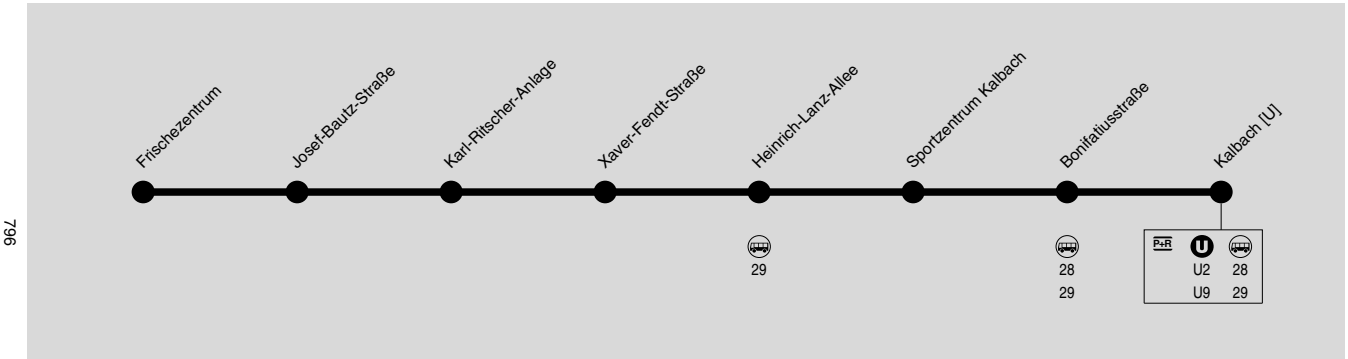 Frischezentrum
Josef-Bautz-Straße
Karl-Ritscher-Anlage
Xaver-Fendt-Straße
Heinrich-Lanz-Allee
Sportzentrum Kalbach
Bonifatiusstraße
Kalbach [U]
796
29
28
29
P+R U
U2 28
U9 29